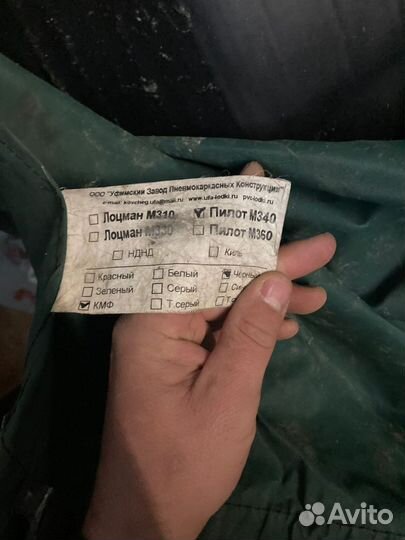 ООО "Уфимский Завод Пневмокаркасных Конструкций"
e-mail: kovcheg.ufa@mail.ru www.ufa-lodki.ru pvc-lodki.ru
Лоцман М310 Пилот М340
Лоцман М330 Пилот М360
НДНД Киль
Красный Белый Черный
Зеленый Серый
КМФ Т.серый
Avito